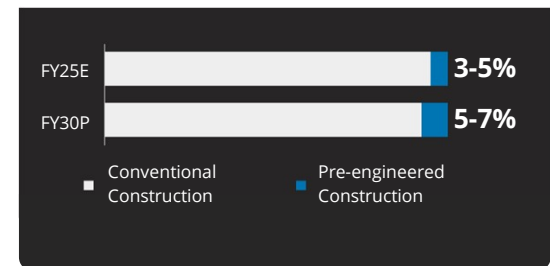 FY25E 3-5%
FY30P 5-7%
Conventional
Construction
Pre-engineered
Construction